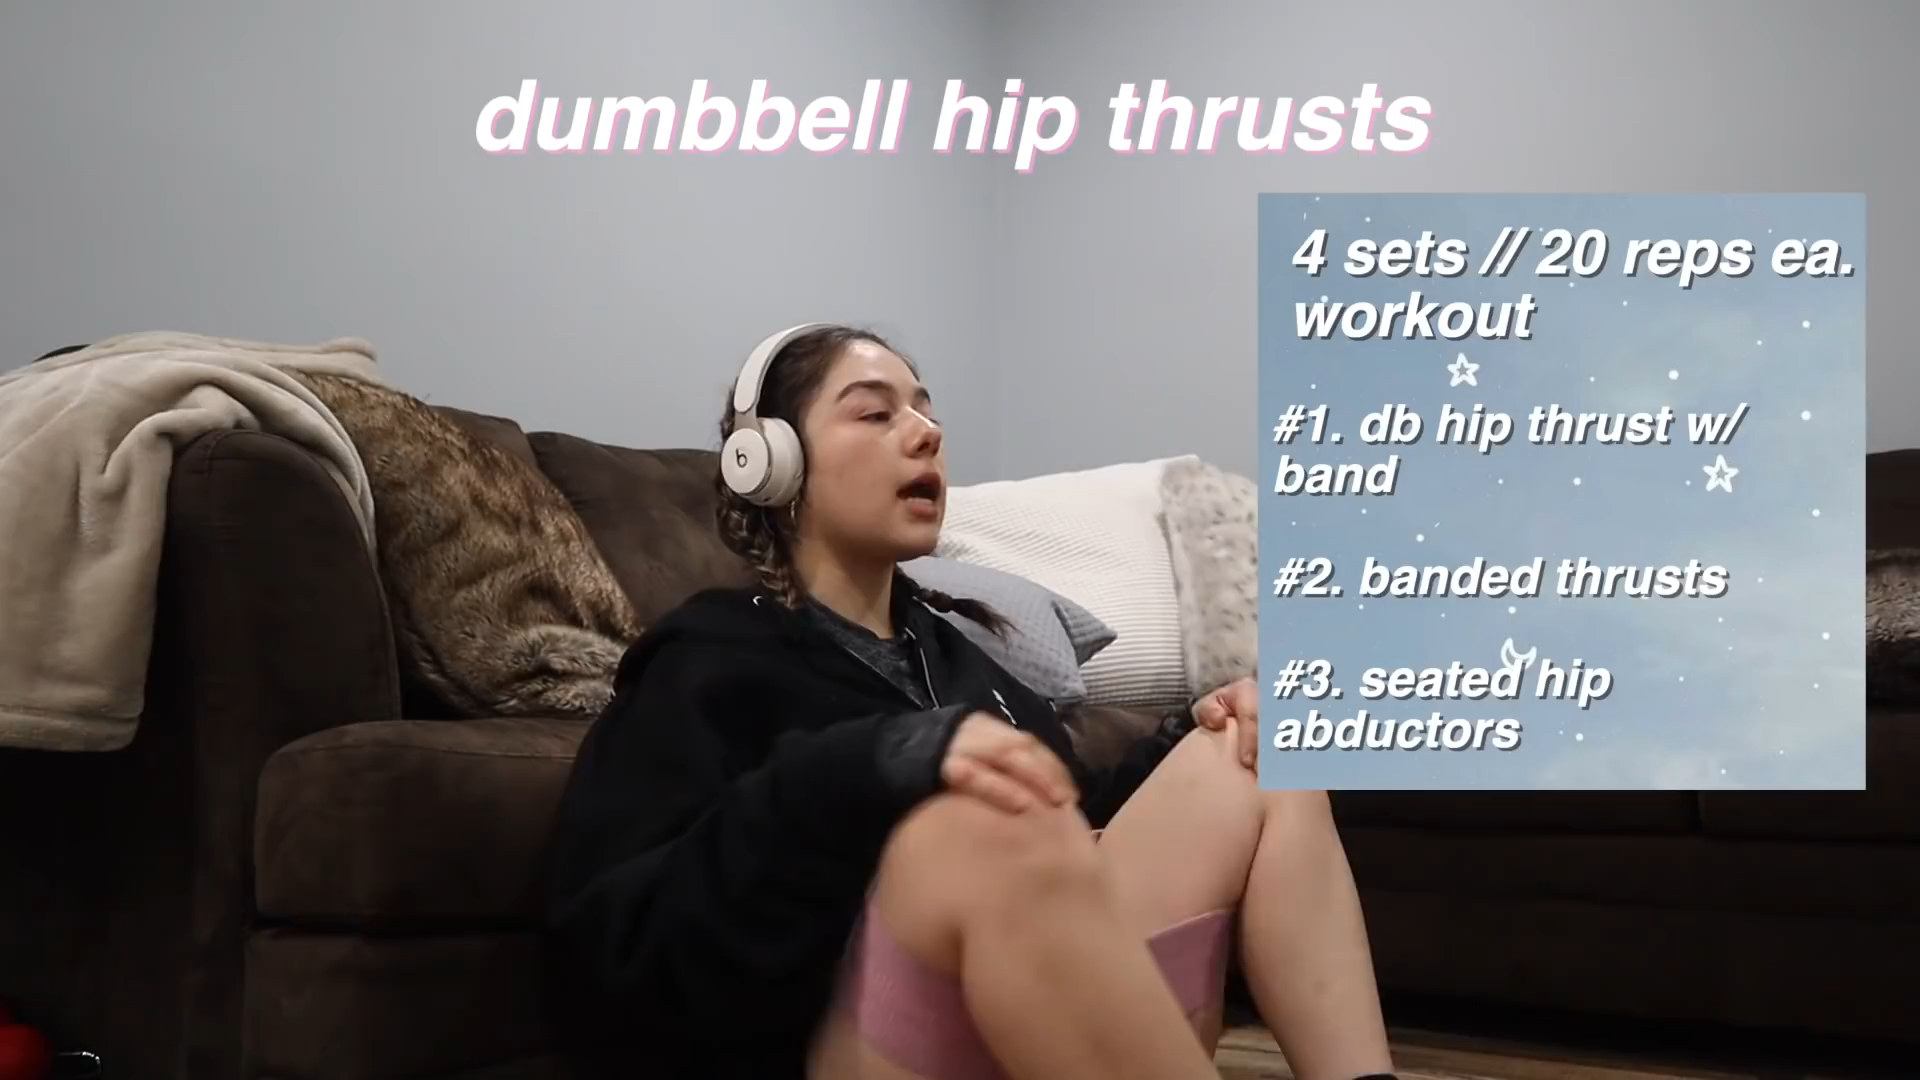 dumbbell hip thrusts
4 sets // 20 reps ea.
workout
#1. db hip thrust w/
band
#2. banded thrusts
#3. seated hip
abductors
b